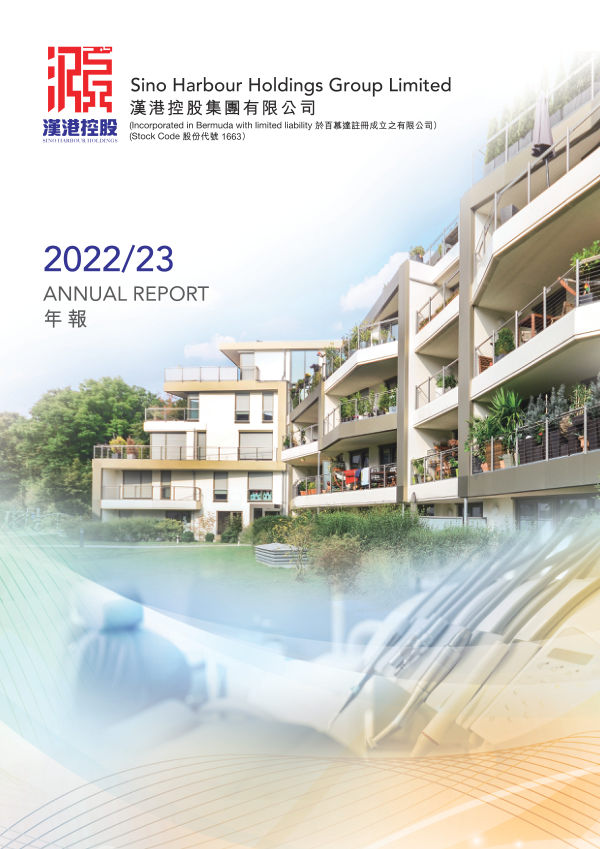 漢港控股
SINO HARBOUR HOLDINGS
Sino Harbour Holdings Group Limited
漢港控股集團有限公司
(Incorporated in Bermuda with limited liability 於百慕達註冊成立之有限公司)
(Stock Code 股份代號 1663)
2022/23
ANNUAL REPORT
年報